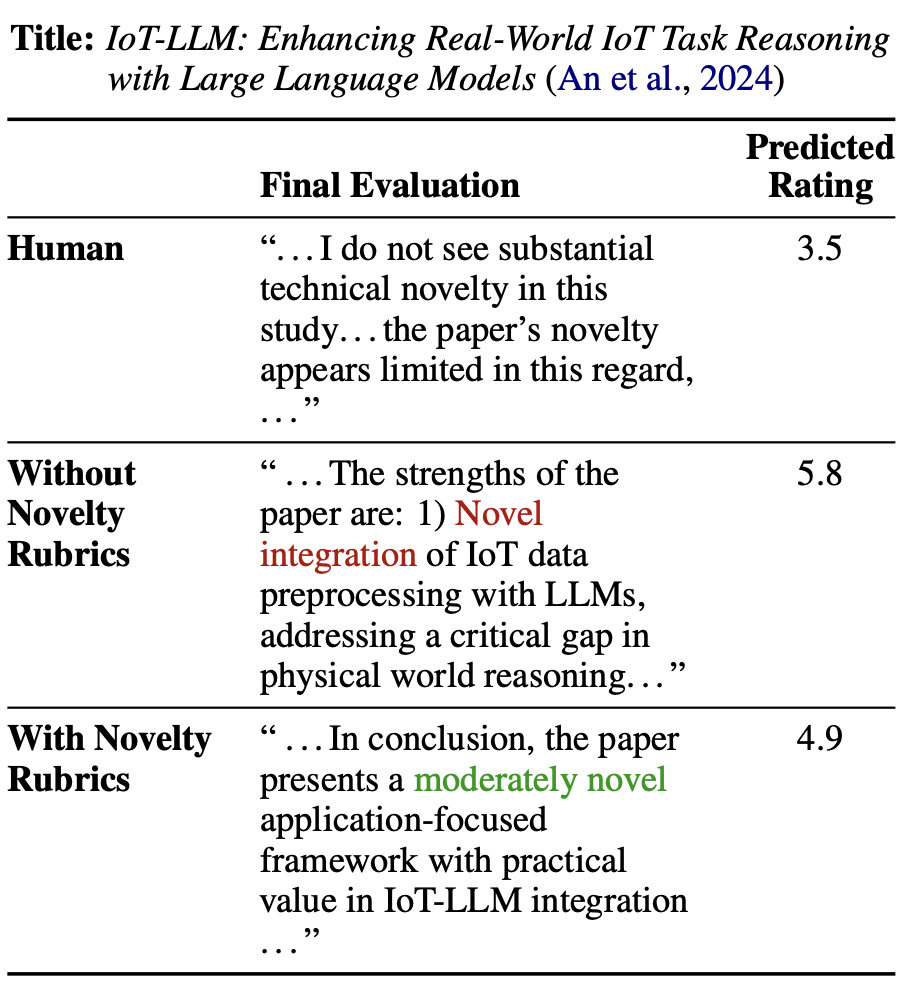 Title: IoT-LLM: Enhancing Real-World IoT Task Reasoning
with Large Language Models (An et al., 2024)
Predicted
Final Evaluation Rating
Human “…I do not see substantial 3.5
technical novelty in this
study…the paper’s novelty
appears limited in this regard,
…”
Without “…The strengths of the 5.8
Novelty paper are: 1) Novel
Rubrics integration of IoT data
preprocessing with LLMs,
addressing a critical gap in
physical world reasoning…”
With Novelty “…In conclusion, the paper 4.9
Rubrics presents a moderately novel
application-focused
framework with practical
value in IoT-LLM integration
…”